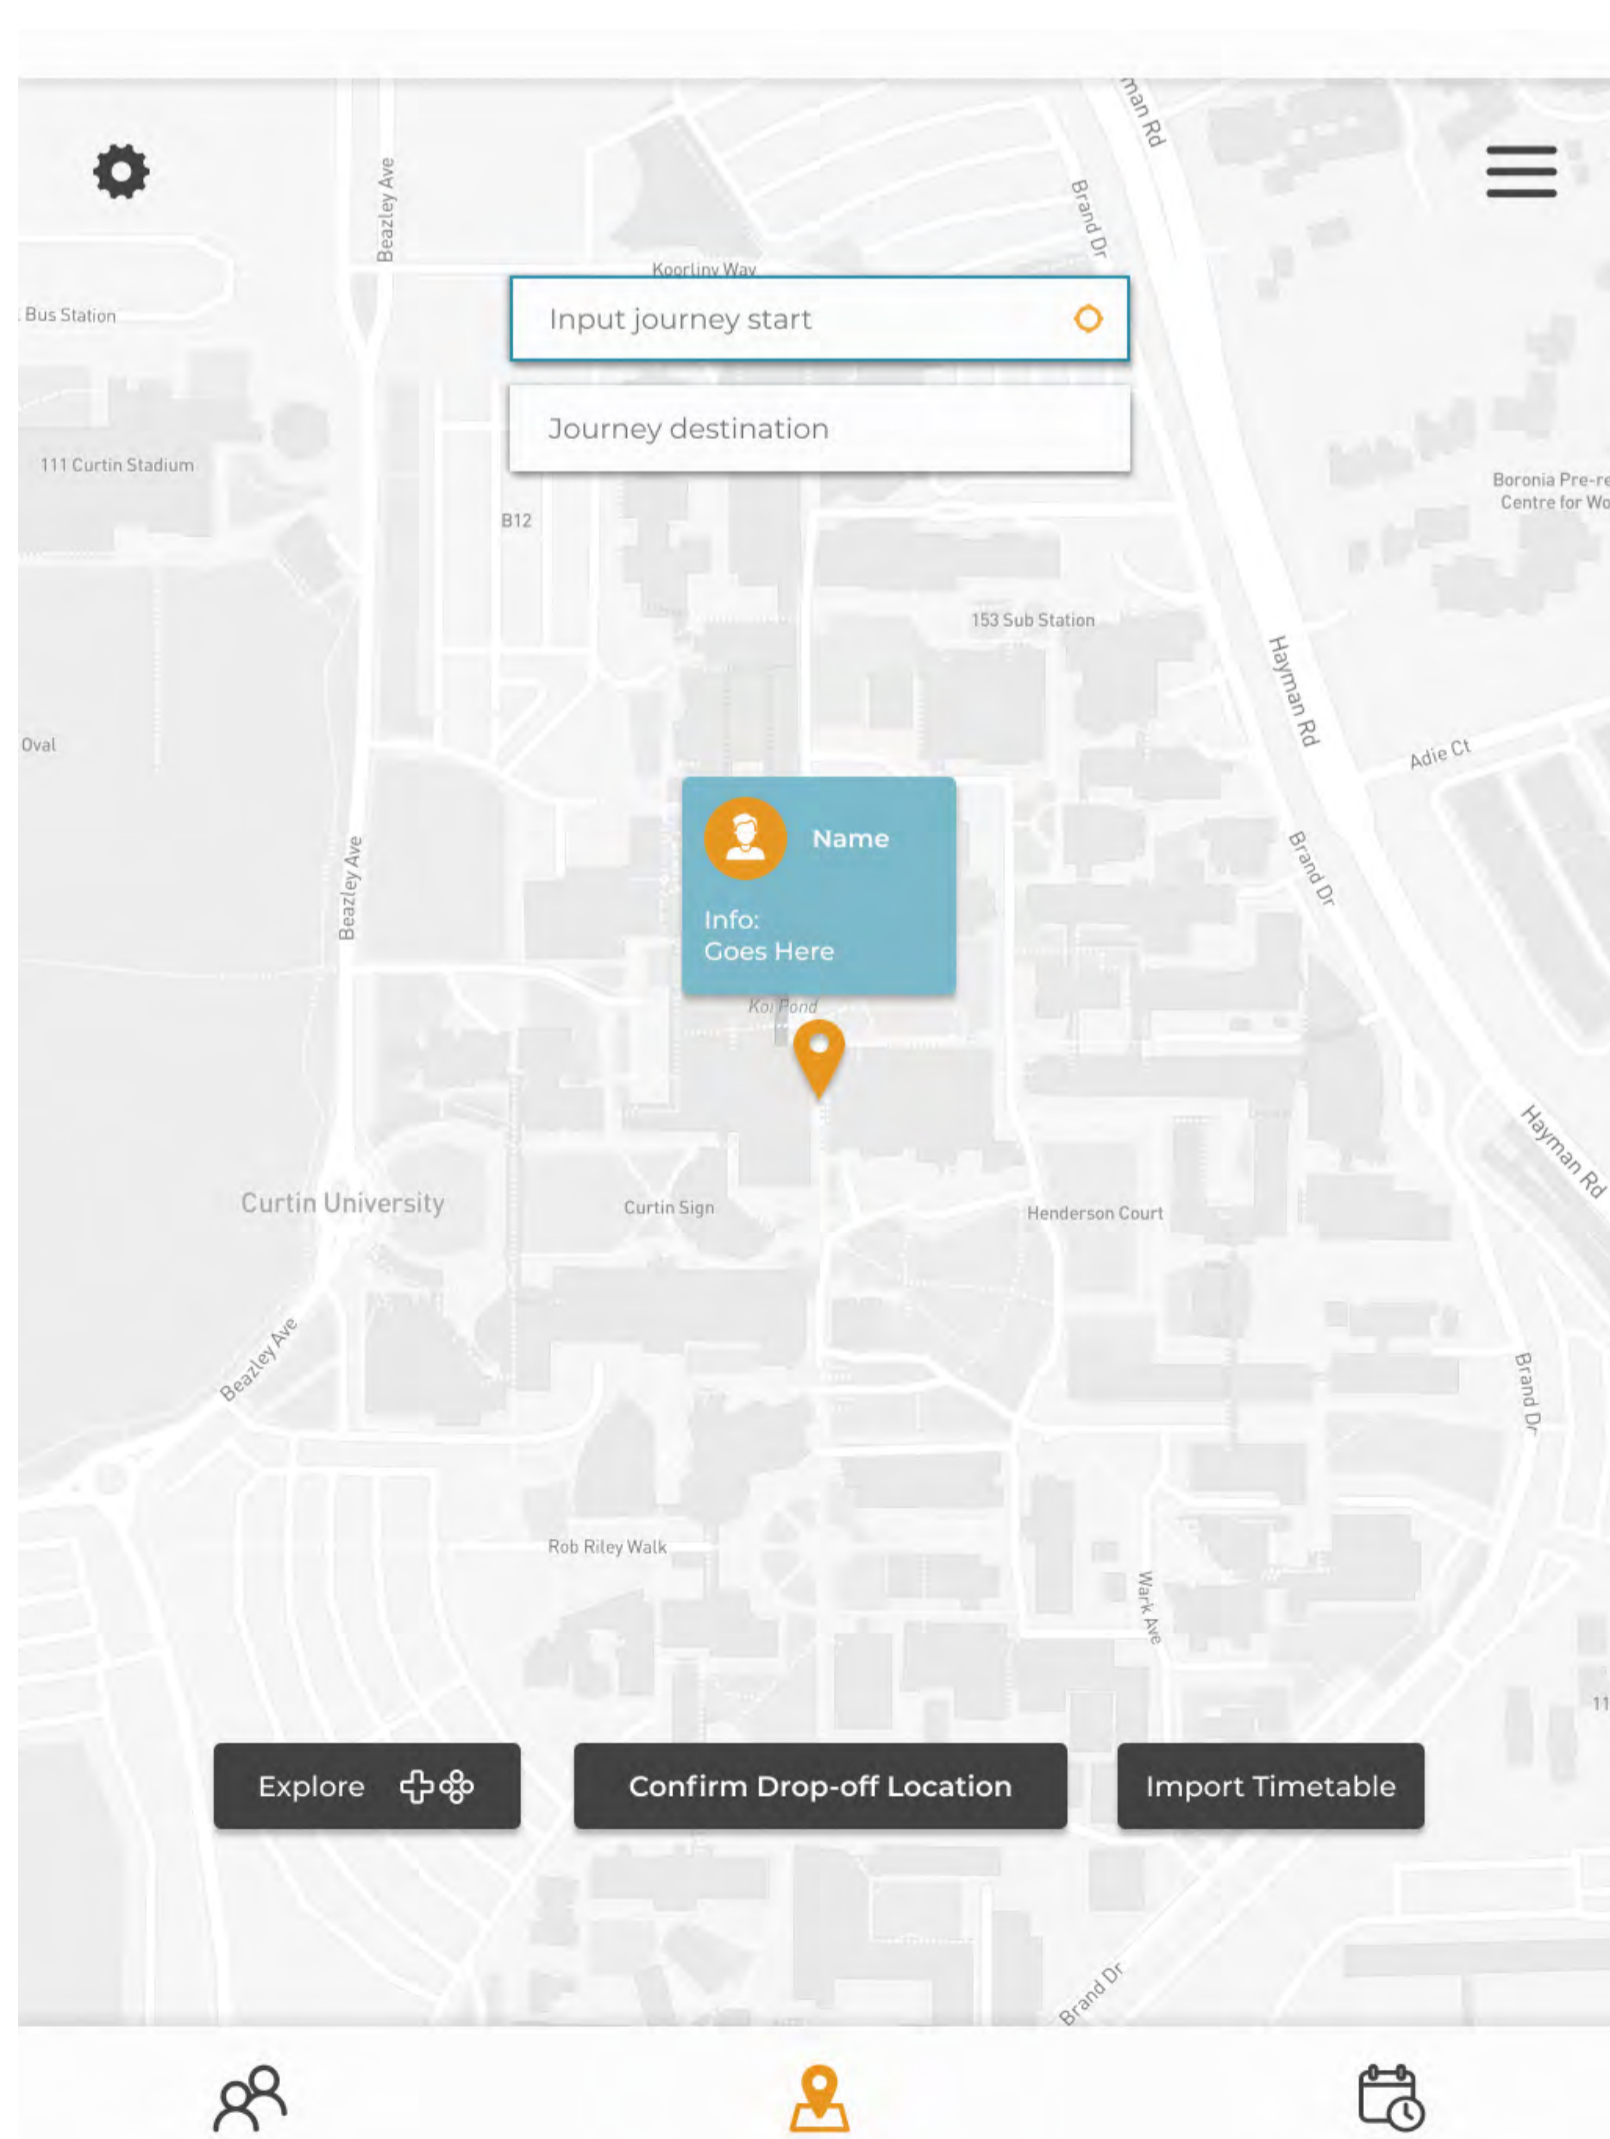 man Rd
Beazley Ave
Brand Dr
Koorliny Way
Bus Station
Input journey start
Journey destination
111 Curtin Stadium
Boronia Pre-re
Centre for Wo
B12
153 Sub Station
Hayman Rd
Oval
Adie Ct
Name
Beazley Ave
Brand Dr
Info:
Goes Here
Koi Pond
Hayman Rd
Curtin University
Curtin Sign
Henderson Court
Beazley Ave
Brand Dr
Rob Riley Walk
Wark Ave
11
Explore
Confirm Drop-off Location
Import Timetable
Brand Dr